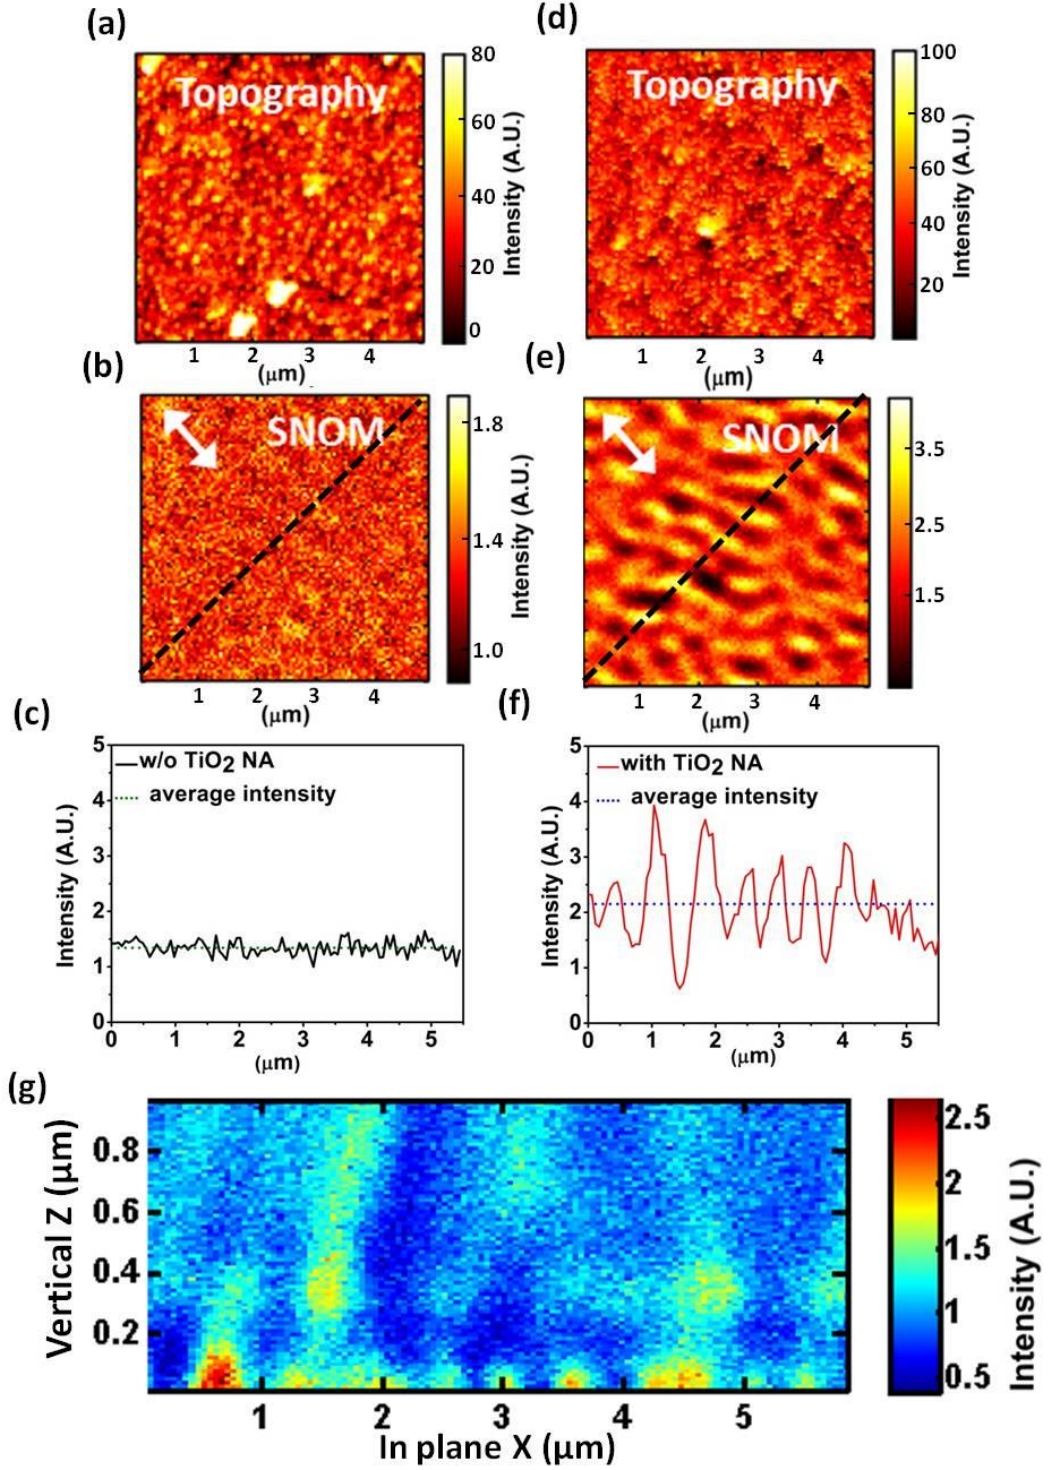 (a)
Topography
80
60
40
20
0
Intensity (A.U.)
1 2 3 4
(μm)
(d)
Topography
100
80
60
40
20
Intensity (A.U.)
1 2 3 4
(μm)
(b)
SNOM
1.8
1.4
1.0
Intensity (A.U.)
1 2 3 4
(μm)
(e)
SNOM
3.5
2.5
1.5
Intensity (A.U.)
1 2 3 4
(μm)
(c)
w/o TiO2 NA
average intensity
5
4
3
2
1
0
Intensity (A.U.)
0 1 2 3 4 5
(μm)
(f)
with TiO2 NA
average intensity
5
4
3
2
1
0
Intensity (A.U.)
0 1 2 3 4 5
(μm)
(g)
Vertical Z (μm)
0.8
0.6
0.4
0.2
1 2 3 4 5
In plane X (μm)
2.5
2
1.5
1
0.5
Intensity (A.U.)